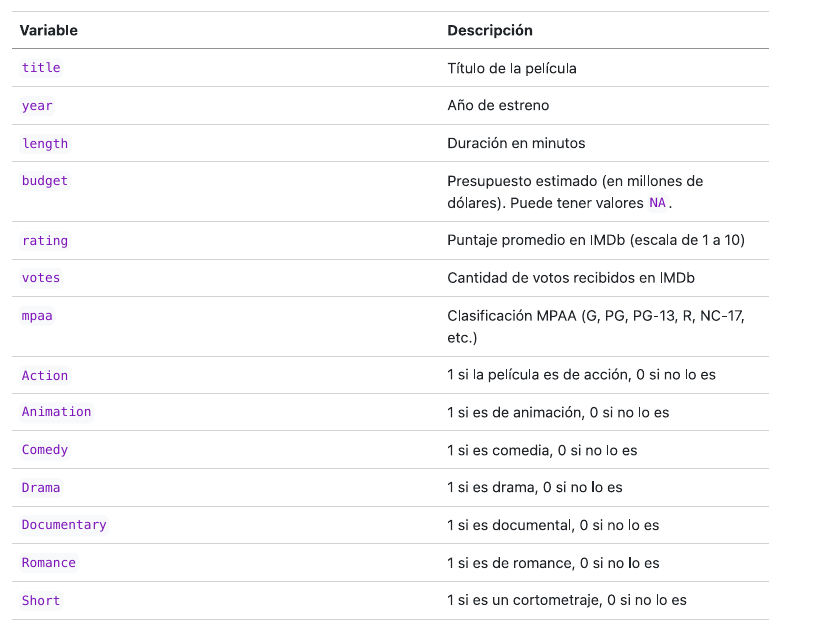 Variable Descripción
title Título de la película
year Año de estreno
length Duración en minutos
budget Presupuesto estimado (en millones de
dólares). Puede tener valores NA.
rating Puntaje promedio en IMDb (escala de 1 a 10)
votes Cantidad de votos recibidos en IMDb
mpaa Clasificación MPAA (G, PG, PG-13, R, NC-17,
etc.)
Action 1 si la película es de acción, 0 si no lo es
Animation 1 si es de animación, 0 si no lo es
Comedy 1 si es comedia, 0 si no lo es
Drama 1 si es drama, 0 si no lo es
Documentary 1 si es documental, 0 si no lo es
Romance 1 si es de romance, 0 si no lo es
Short 1 si es un cortometraje, 0 si no lo es